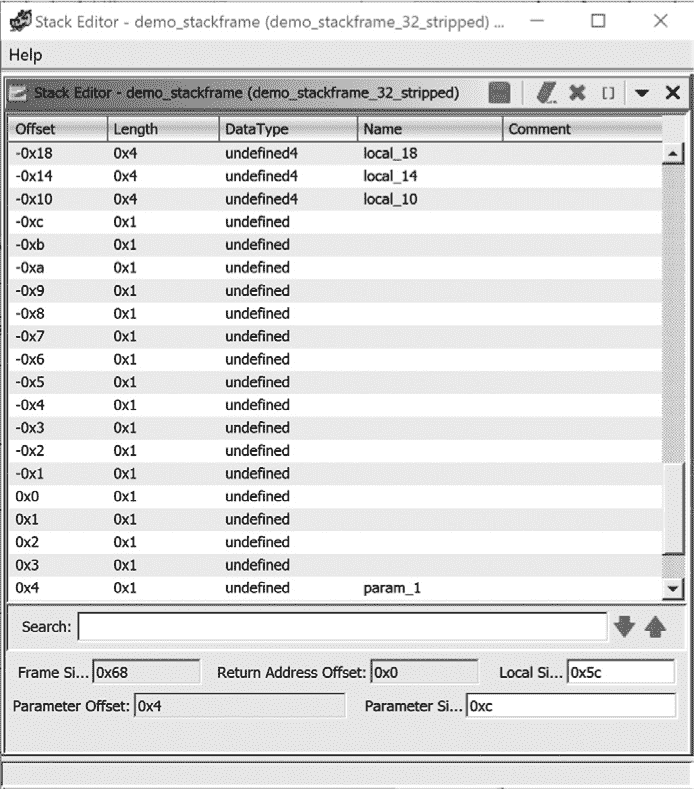 Stack Editor - demo_stackframe (demo_stackframe_32_stripped) ...
Help
Stack Editor - demo_stackframe (demo_stackframe_32_stripped)
Offset Length DataType Name Comment
-0x18 0x4 undefined4 local_18
-0x14 0x4 undefined4 local_14
-0x10 0x4 undefined4 local_10
-0xc 0x1 undefined
-0xb 0x1 undefined
-0xa 0x1 undefined
-0x9 0x1 undefined
-0x8 0x1 undefined
-0x7 0x1 undefined
-0x6 0x1 undefined
-0x5 0x1 undefined
-0x4 0x1 undefined
-0x3 0x1 undefined
-0x2 0x1 undefined
-0x1 0x1 undefined
0x0 0x1 undefined
0x1 0x1 undefined
0x2 0x1 undefined
0x3 0x1 undefined
0x4 0x1 undefined param_1
Search:
Frame Si... 0x68 Return Address Offset: 0x0 Local Si... 0x5c
Parameter Offset: 0x4 Parameter Si... 0xc